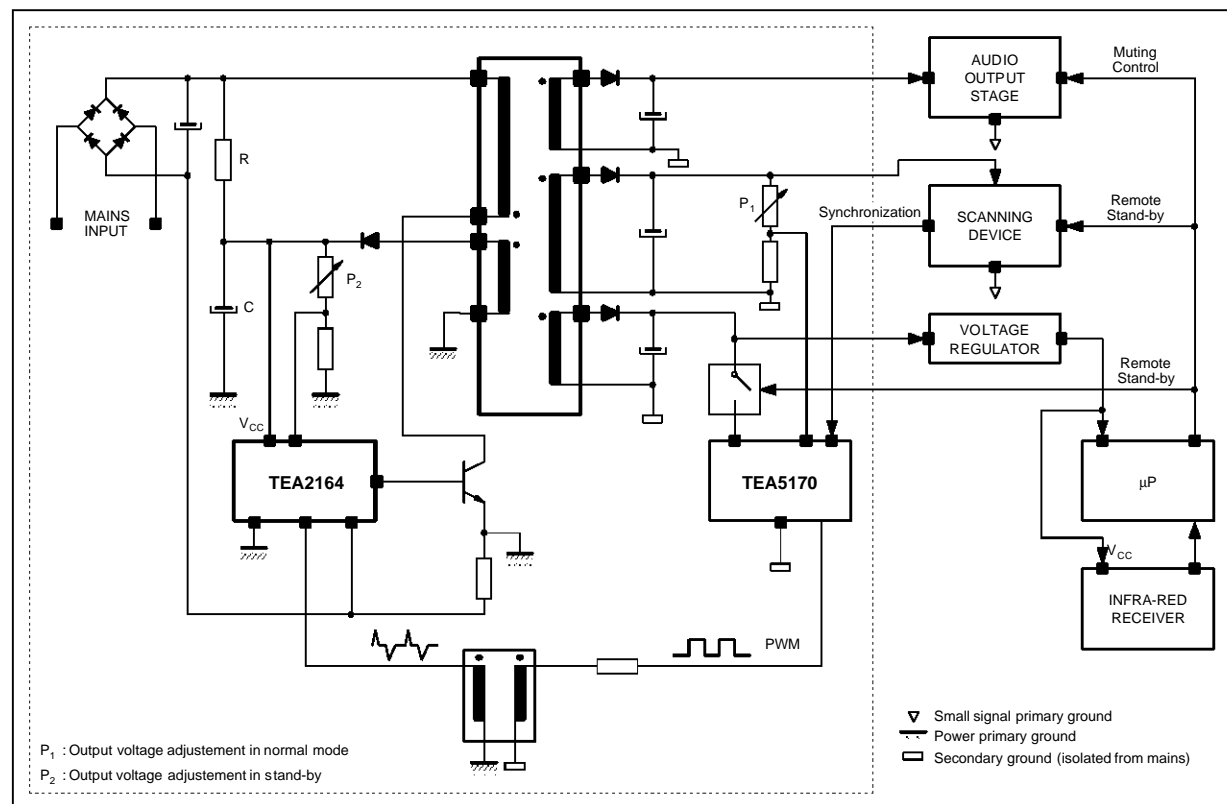 AUDIO
OUTPUT
STAGE
Muting
Control
R
MAINS
INPUT
P1
Synchronization
SCANNING
DEVICE
Remote
Stand-by
P2
C
VOLTAGE
REGULATOR
Remote
Stand-by
VCC
TEA2164
TEA5170
µP
VCC
INFRA-RED
RECEIVER
PWM
Small signal primary ground
Power primary ground
Secondary ground (isolated from mains)
P1 : Output voltage adjustement in normal mode
P2 : Output voltage adjustement in stand-by